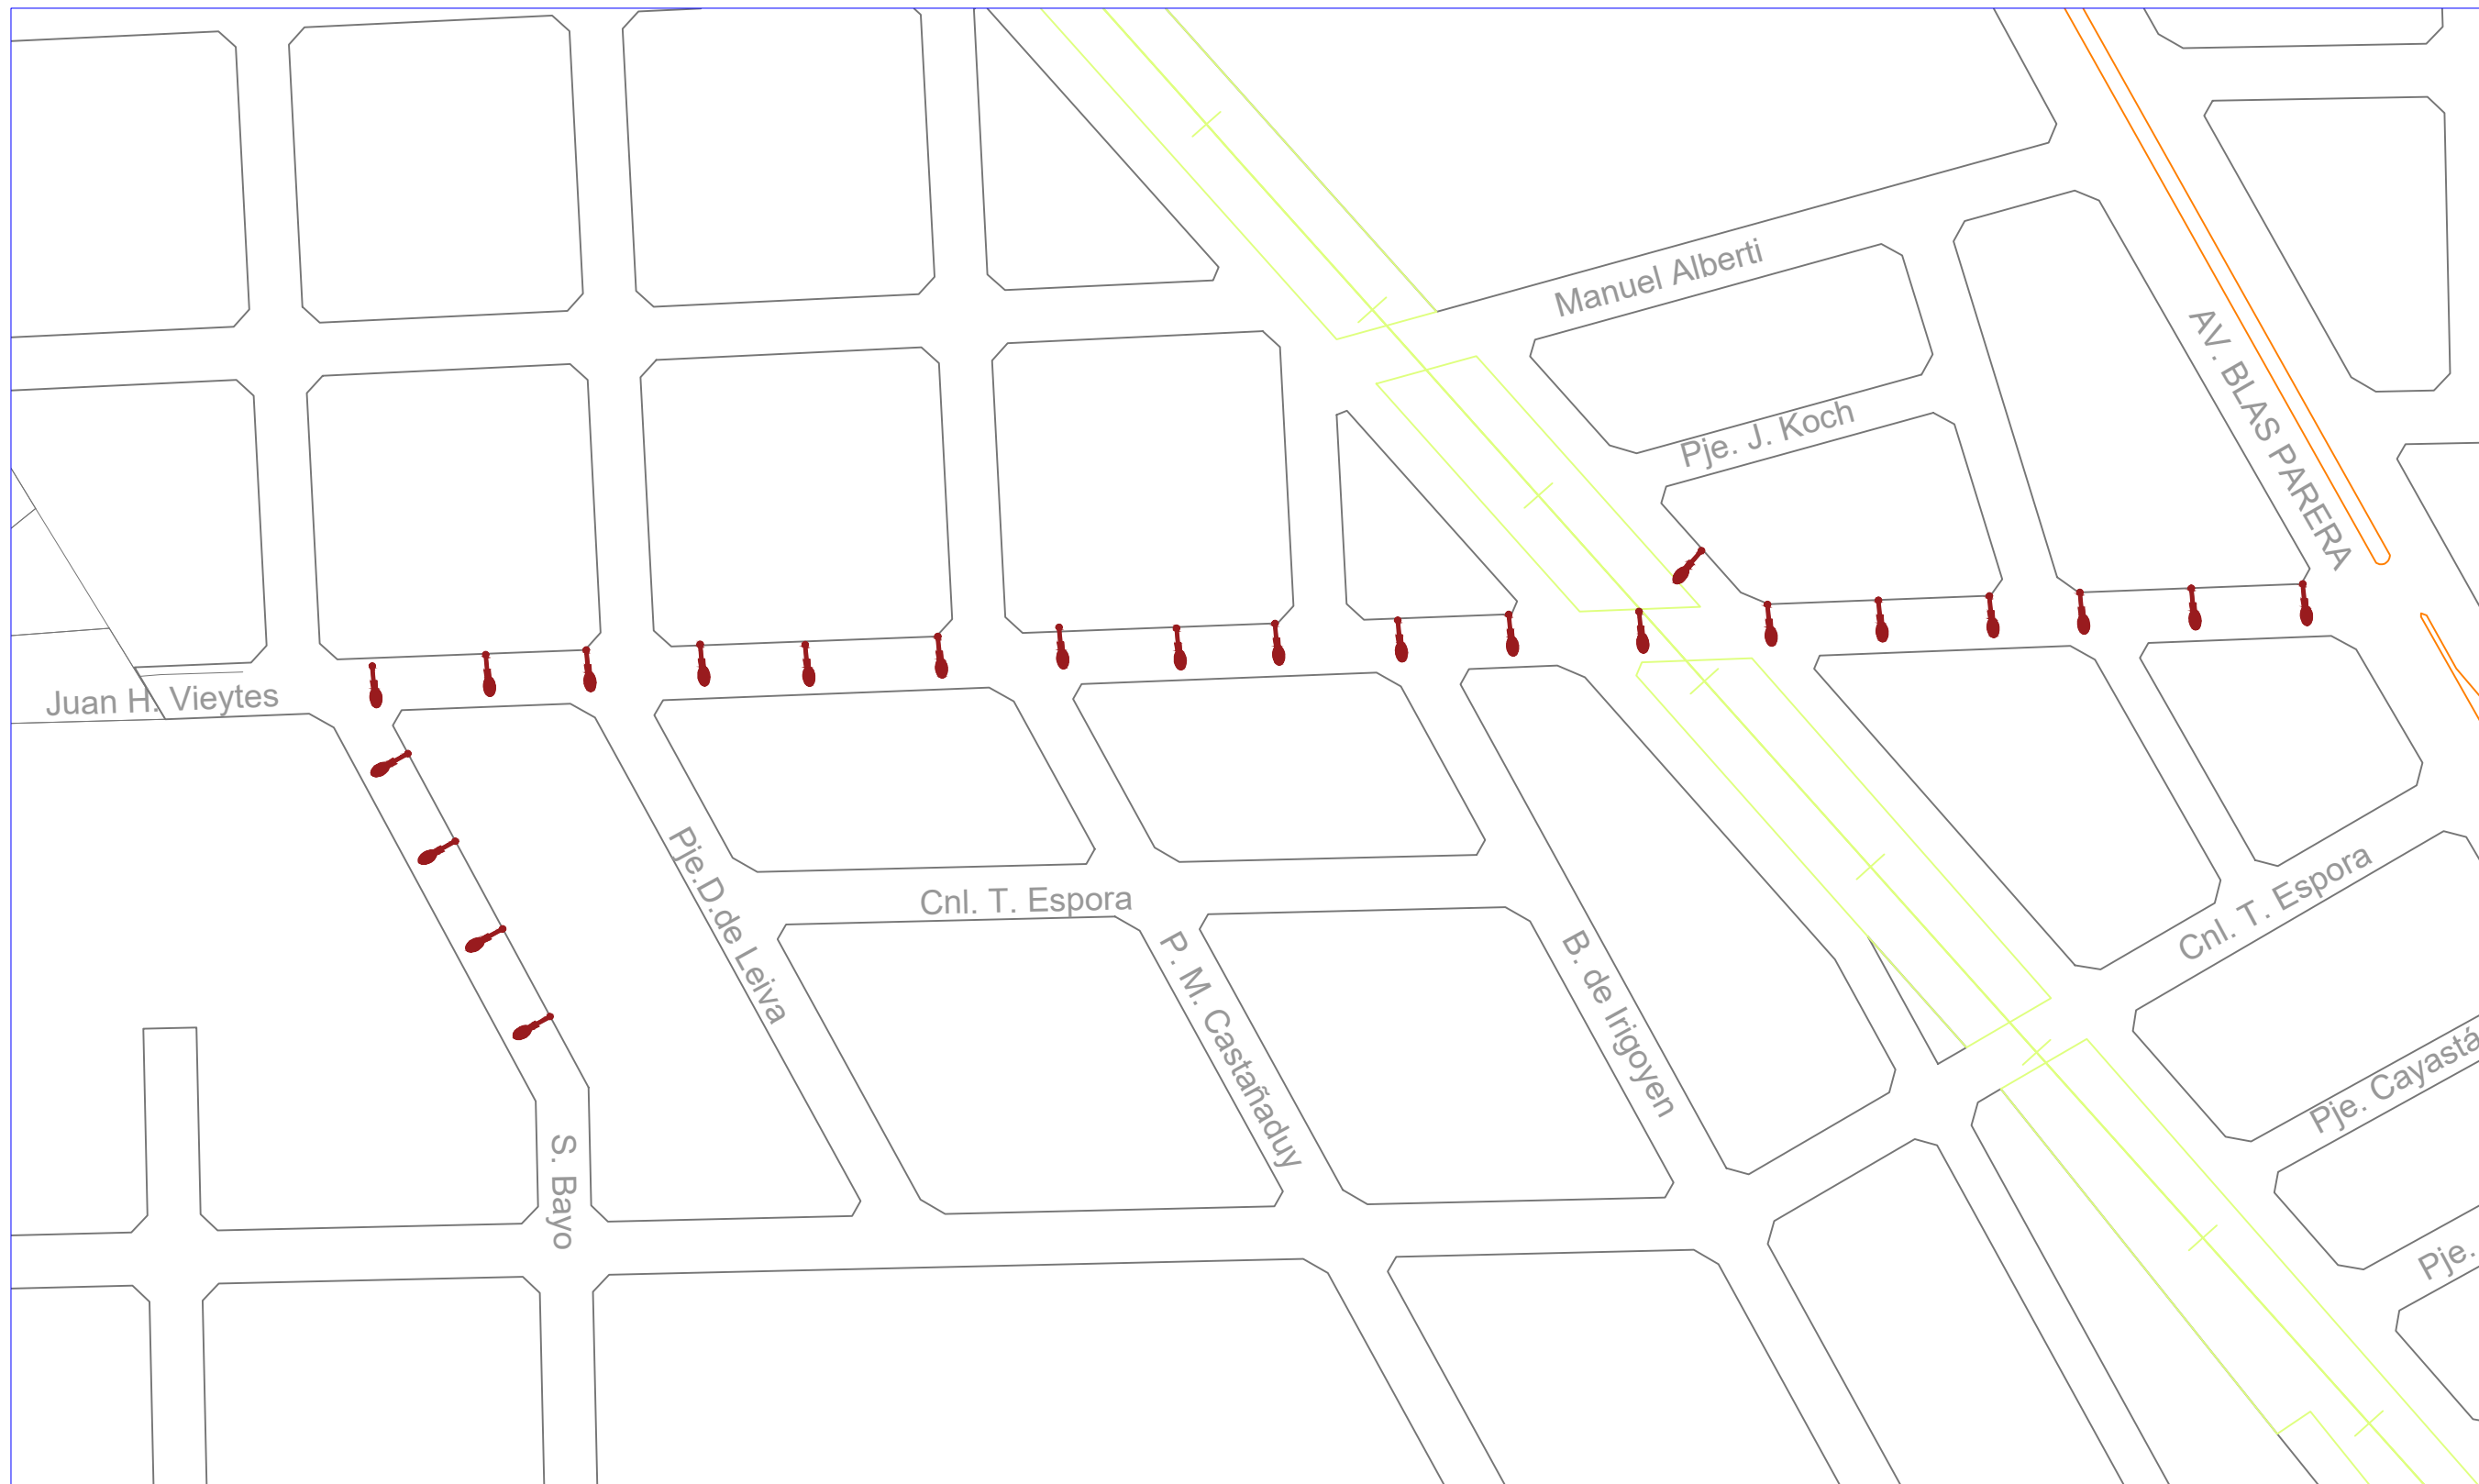 Manuel Alberti
AV. BLAS PARERA
Pje. J. Koch
Juan H. Vieytes
Pje.D.de Leiva
Cnl. T. Espora
Cnl. T. Espora
P. M. Castañaduy
B. de Irigoyen
Pje. Cayastá
S. Bayo
Pje.